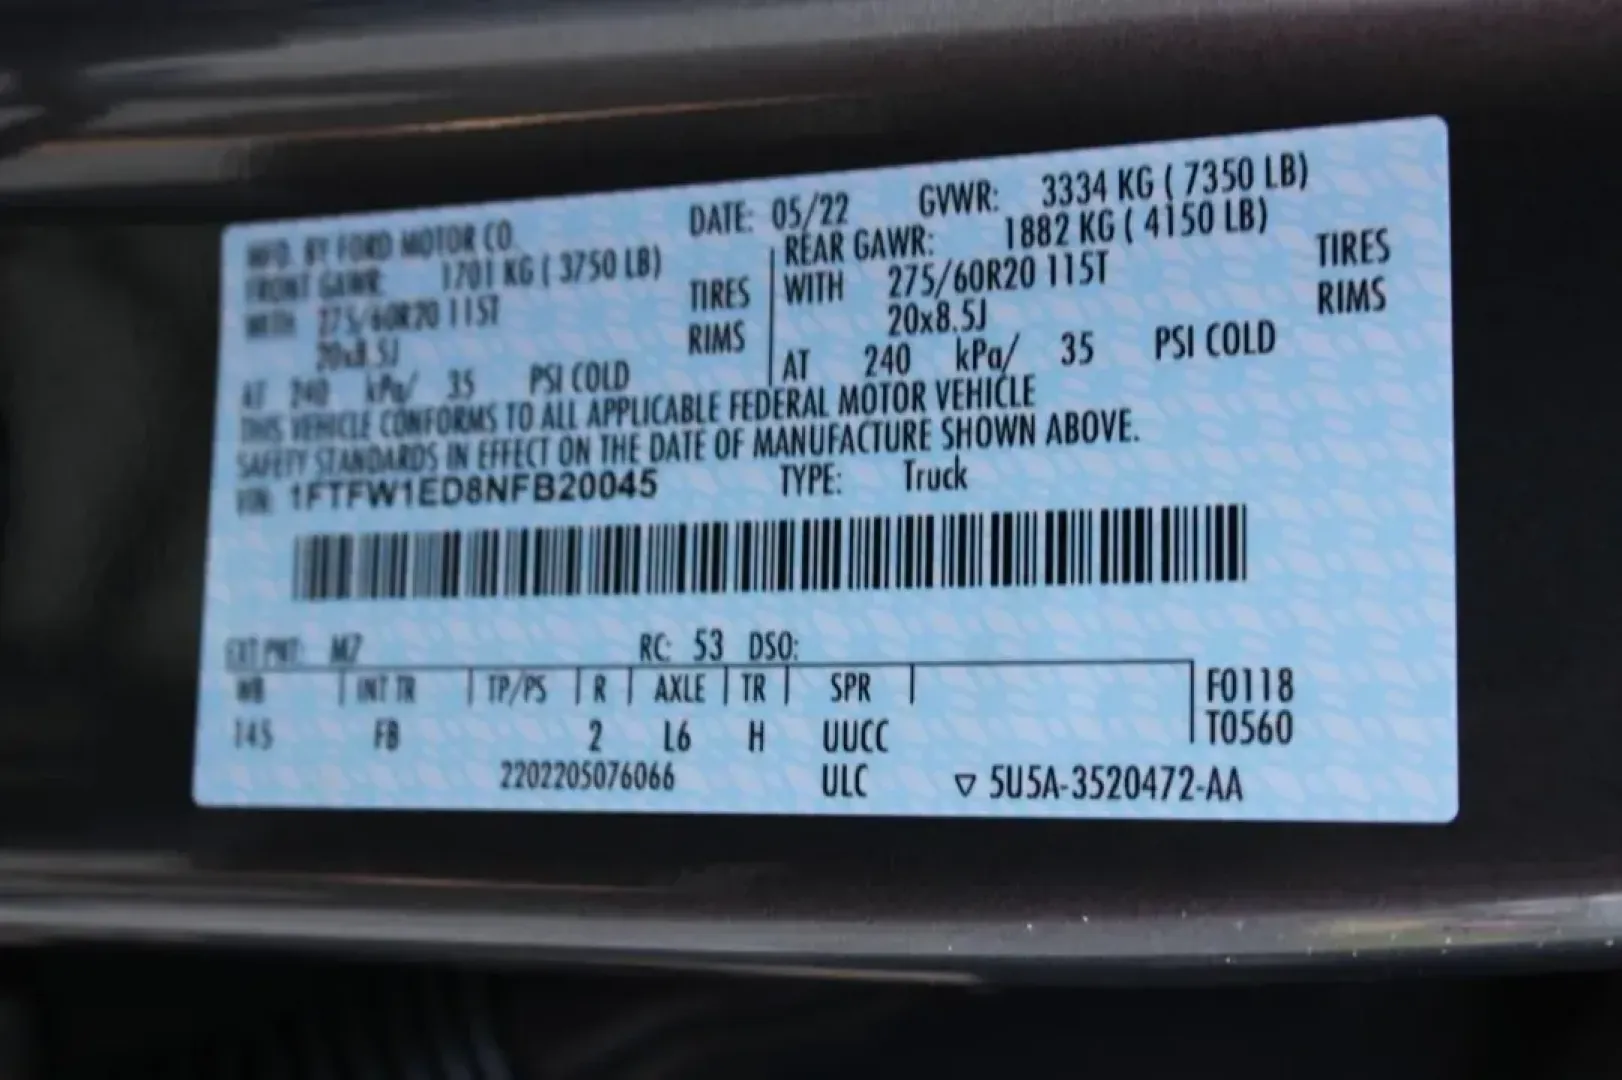 MFD. BY FORD MOTOR CO. DATE: 05/22 GVWR: 3334 KG ( 7350 LB)
FRONT GAWR: 1701 KG ( 3750 LB) REAR GAWR: 1882 KG ( 4150 LB)
WITH 275/60R20 115T TIRES WITH 275/60R20 115T TIRES
20x8.5J RIMS 20x8.5J RIMS
AT 240 kPa/ 35 PSI COLD AT 240 kPa/ 35 PSI COLD
THIS VEHICLE CONFORMS TO ALL APPLICABLE FEDERAL MOTOR VEHICLE
SAFETY STANDARDS IN EFFECT ON THE DATE OF MANUFACTURE SHOWN ABOVE.
VIN: 1FTFW1ED8NFB20045 TYPE: Truck
EXT PNT: M7 RC: 53 DSO:
WB INT TR TP/PS R AXLE TR SPR F0118
145 FB 2 L6 H UUCC T0560
2202205076066 ULC ▽ 5U5A-3520472-AA